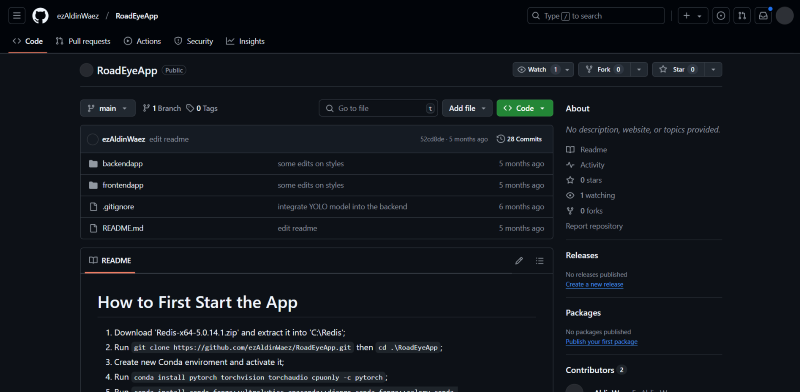 ezAldinWaez / RoadEyeApp Type / to search
Code Pull requests Actions Security Insights
RoadEyeApp Public Watch 1 Fork 0 Star 0
main 1 Branch 0 Tags Go to file t Add file Code
About
No description, website, or topics provided.
ezAldinWaez edit readme 5 months ago 28 Commits
Readme
backendapp some edits on styles 5 months ago
Activity
frontendapp some edits on styles 5 months ago
0 stars
1 watching
.gitignore integrate YOLO model into the backend 6 months ago
0 forks
README.md edit readme 5 months ago
Report repository
README
Releases
No releases published
Create a new release
How to First Start the App
Packages
No packages published
Publish your first package
1. Download 'Redis-x64-5.0.14.1.zip' and extract it into 'C:\Redis';
2. Run git clone https://github.com/ezAldinWaez/RoadEyeApp.git then cd .\RoadEyeApp;
3. Create new Conda enviroment and activate it;
Contributors 2
4. Run conda install pytorch torchvision torchaudio cpuonly -c pytorch;